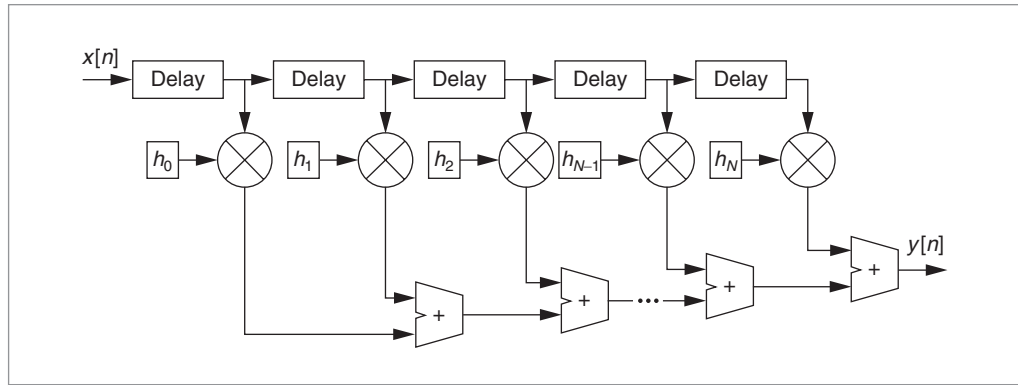 x[n]
Delay Delay Delay Delay Delay
h₀ h₁ h₂ hN–1 hN
y[n]
+ + ••• + +